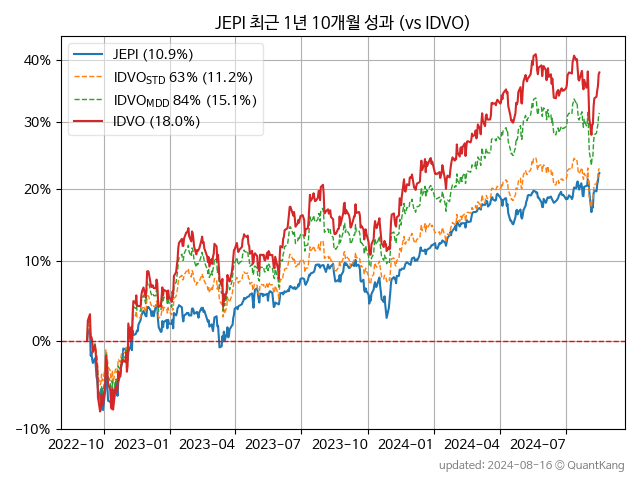 JEPI 최근 1년 10개월 성과 (vs IDVO)
JEPI (10.9%)
IDVO_STD 63% (11.2%)
IDVO_MDD 84% (15.1%)
IDVO (18.0%)
40%
30%
20%
10%
0%
−10%
2022−10 2023−01 2023−04 2023−07 2023−10 2024−01 2024−04 2024−07
updated: 2024-08-16 © QuantKang